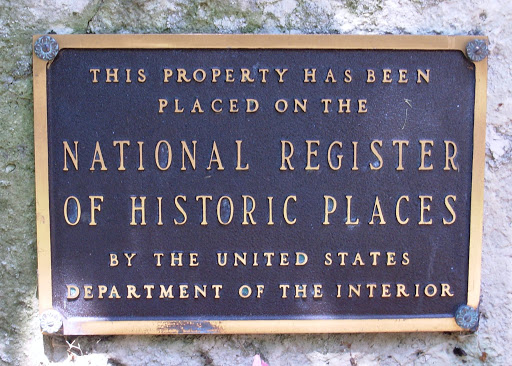 THIS PROPERTY HAS BEEN
PLACED ON THE
NATIONAL REGISTER
OF HISTORIC PLACES
BY THE UNITED STATES
DEPARTMENT OF THE INTERIOR